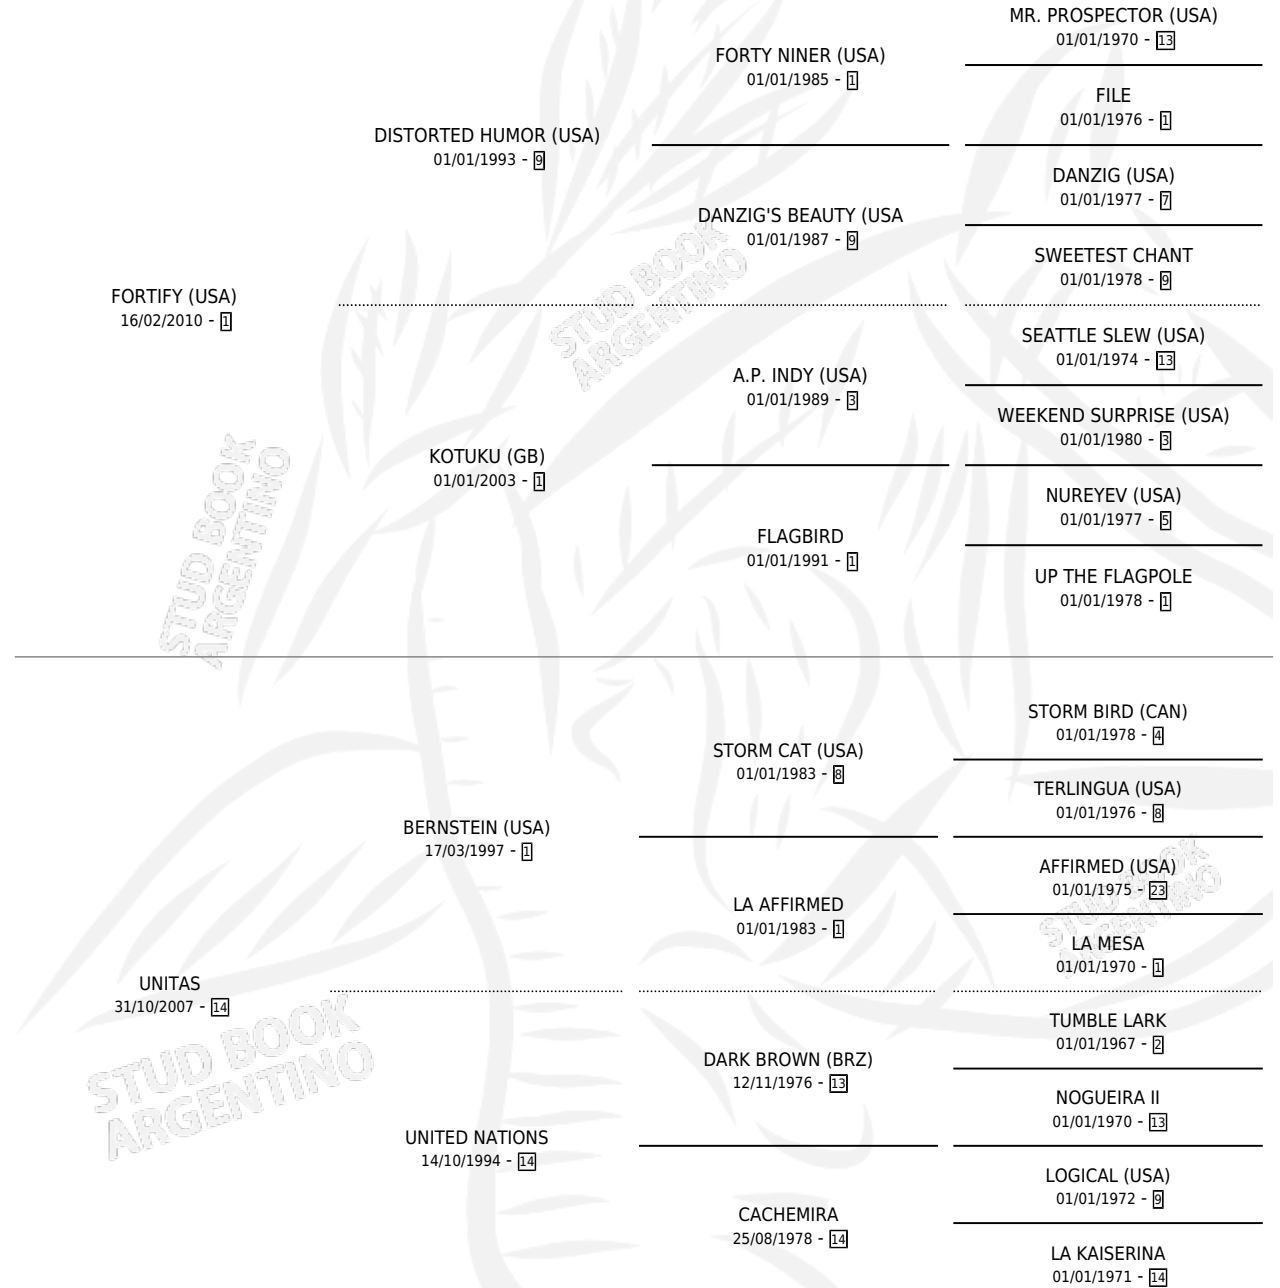 MR. PROSPECTOR (USA)
01/01/1970 - 13
FORTY NINER (USA)
01/01/1985 - 1
FILE
01/01/1976 - 1
DISTORTED HUMOR (USA)
01/01/1993 - 9
DANZIG (USA)
01/01/1977 - 7
DANZIG'S BEAUTY (USA
01/01/1987 - 9
SWEETEST CHANT
01/01/1978 - 9
FORTIFY (USA)
16/02/2010 - 1
STUD BOOK
ARGENTINO
SEATTLE SLEW (USA)
01/01/1974 - 13
A.P. INDY (USA)
01/01/1989 - 3
WEEKEND SURPRISE (USA)
01/01/1980 - 3
KOTUKU (GB)
01/01/2003 - 1
NUREYEV (USA)
01/01/1977 - 5
FLAGBIRD
01/01/1991 - 1
UP THE FLAGPOLE
01/01/1978 - 1
STUD BOOK
ARGENTINO
STORM BIRD (CAN)
01/01/1978 - 4
STORM CAT (USA)
01/01/1983 - 8
TERLINGUA (USA)
01/01/1976 - 8
BERNSTEIN (USA)
17/03/1997 - 1
AFFIRMED (USA)
01/01/1975 - 23
LA AFFIRMED
01/01/1983 - 1
STUD BOOK
ARGENTINO
LA MESA
01/01/1970 - 1
UNITAS
31/10/2007 - 14
TUMBLE LARK
01/01/1967 - 2
DARK BROWN (BRZ)
12/11/1976 - 13
NOGUEIRA II
01/01/1970 - 13
STUD BOOK
ARGENTINO
UNITED NATIONS
14/10/1994 - 14
LOGICAL (USA)
01/01/1972 - 9
CACHEMIRA
25/08/1978 - 14
LA KAISERINA
01/01/1971 - 14